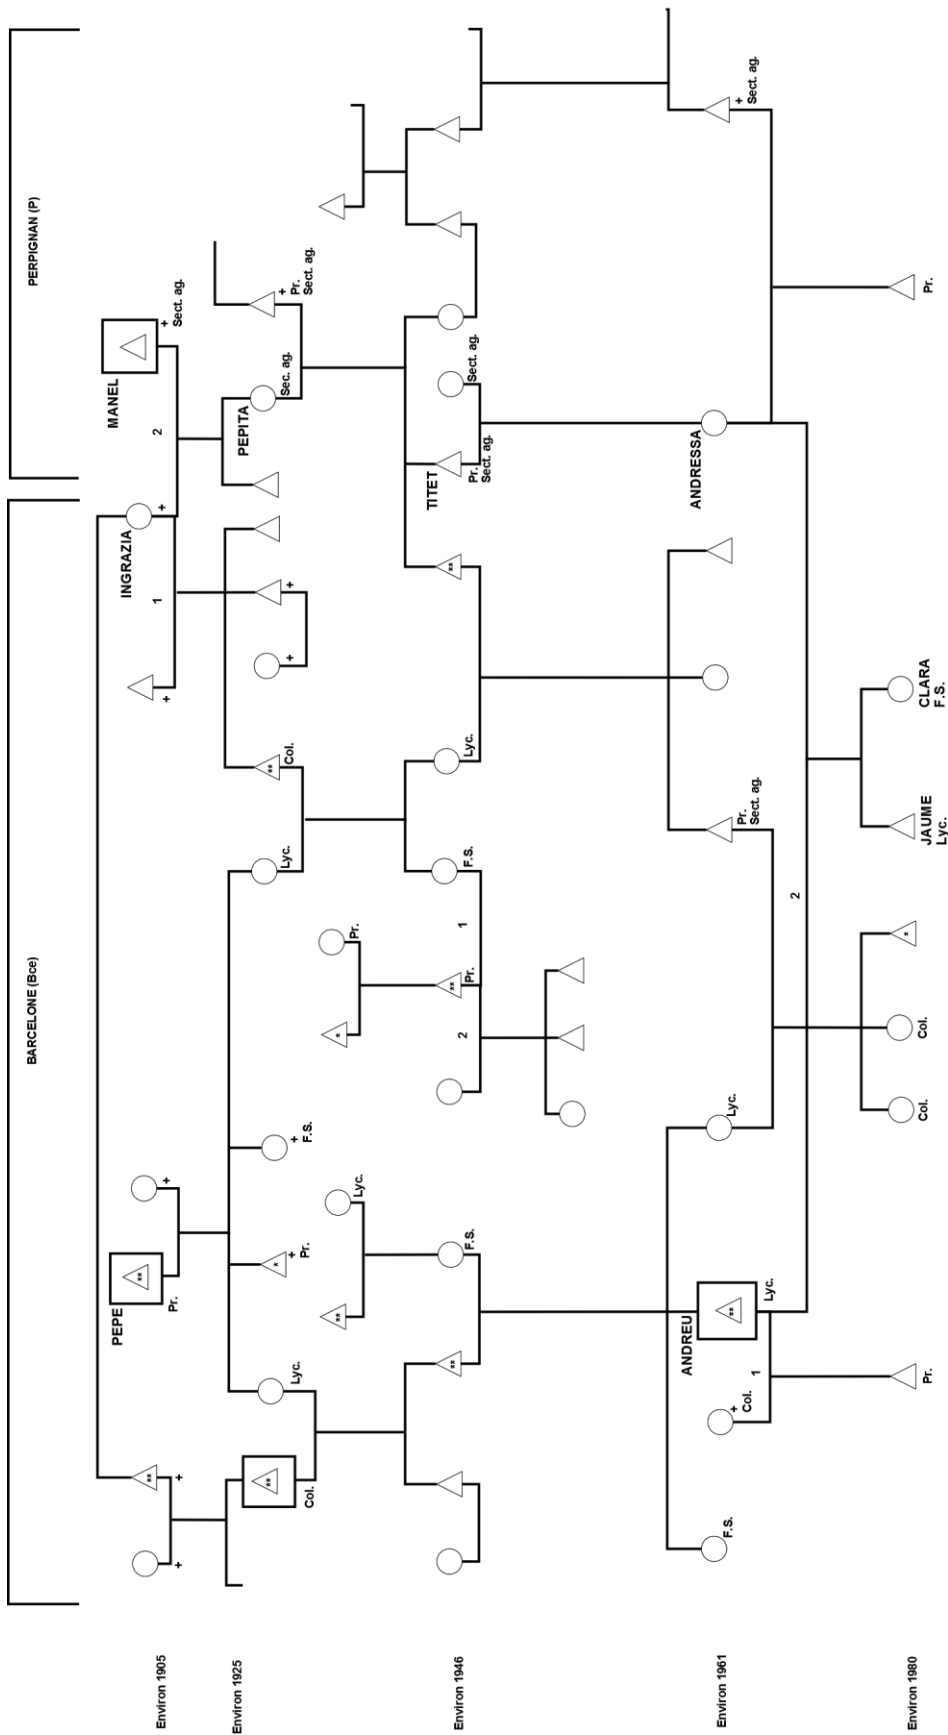 BARCELONE (Bce)
PERPIGNAN (P)
Environ 1905
+
**
+
PEPE
**
Pr.
+
+
1
INGRAZIA
+
2
MANEL
+
Sect. ag.
Environ 1925
**
Col.
Lyc.
*
+
Pr.
+
F.S.
Lyc.
**
Col.
+
+
PEPITA
Sec. ag.
+
Pr.
Sect. ag.
**
Lyc.
*
Pr.
Environ 1946
**
F.S.
2
**
Pr.
1
F.S.
Lyc.
**
TITET
Pr.
Sect. ag.
Sect. ag.
Environ 1961
F.S.
+
Col.
1
ANDREU
**
Lyc.
Lyc.
2
Pr.
Sect. ag.
ANDRESSA
+
Sect. ag.
Environ 1980
Pr.
Col.
Col.
*
JAUME
Lyc.
CLARA
F.S.
Pr.